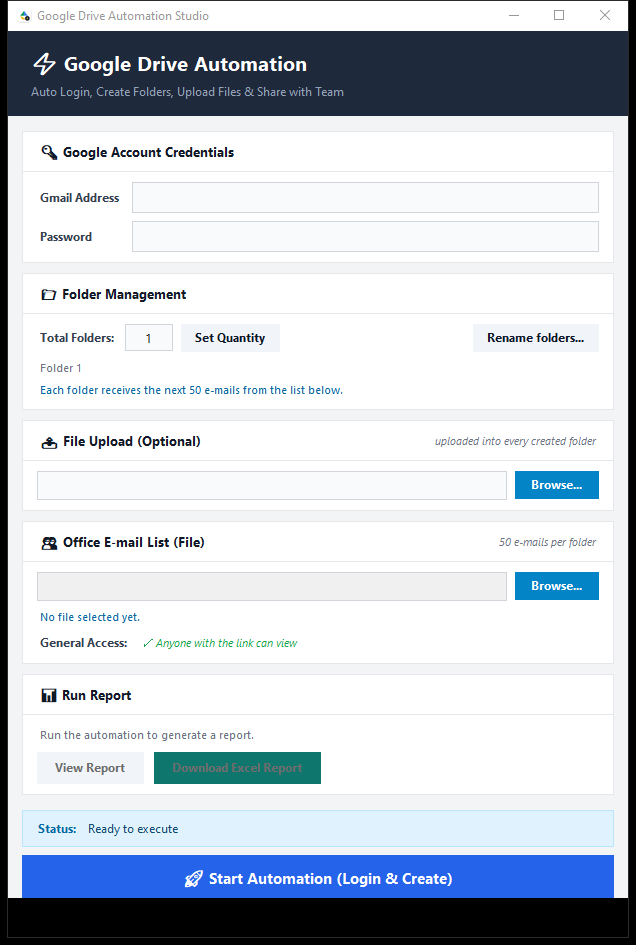 Google Drive Automation Studio
Google Drive Automation
Auto Login, Create Folders, Upload Files & Share with Team
Google Account Credentials
Gmail Address
Password
Folder Management
Total Folders: 1 Set Quantity Rename folders...
Folder 1
Each folder receives the next 50 e-mails from the list below.
File Upload (Optional) uploaded into every created folder
Browse...
Office E-mail List (File) 50 e-mails per folder
Browse...
No file selected yet.
General Access: ✓ Anyone with the link can view
Run Report
Run the automation to generate a report.
View Report Download Excel Report
Status: Ready to execute
Start Automation (Login & Create)